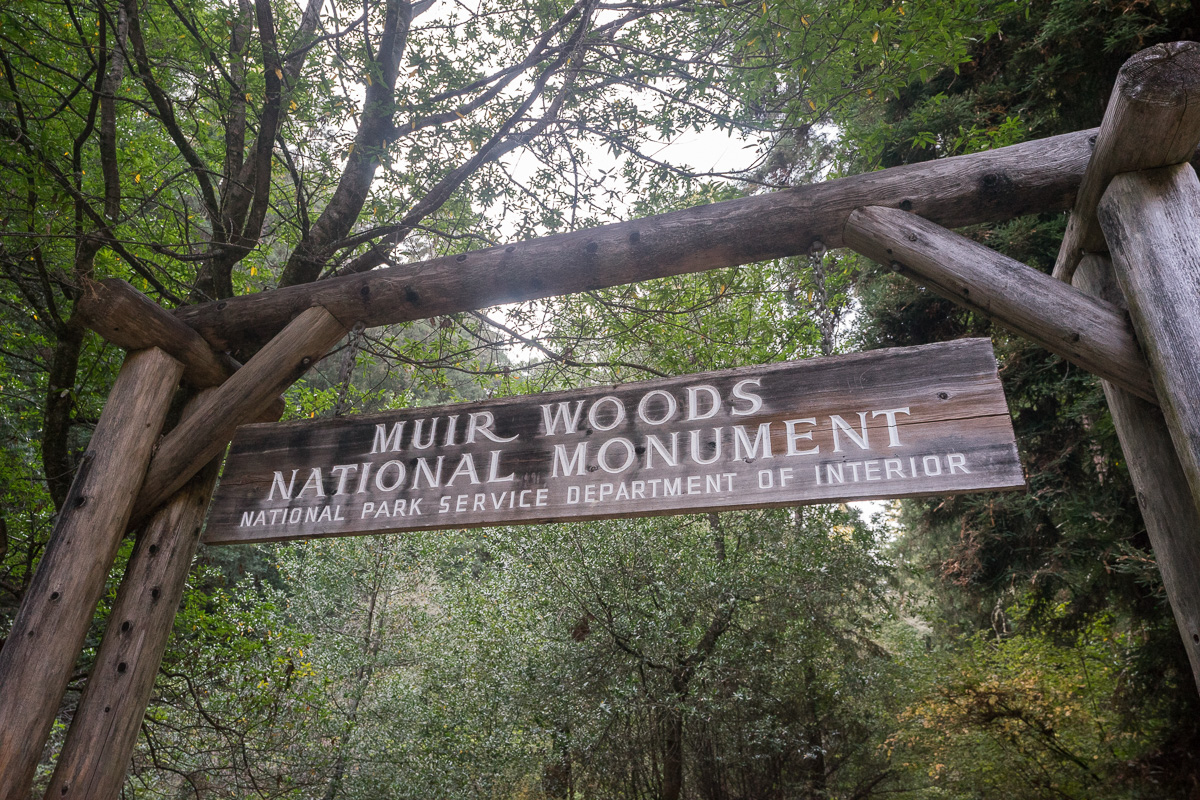 MUIR WOODS
NATIONAL MONUMENT
NATIONAL PARK SERVICE DEPARTMENT OF INTERIOR